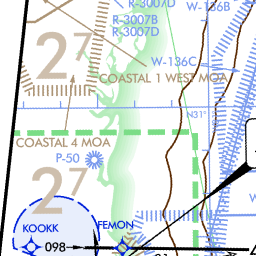 R-3007D
R-3007B
R-3007D
W-136B
W-136C
27
COASTAL 1 WEST MOA
N31°
COASTAL 4 MOA
P-50
27
KOOKK
FEMON
098